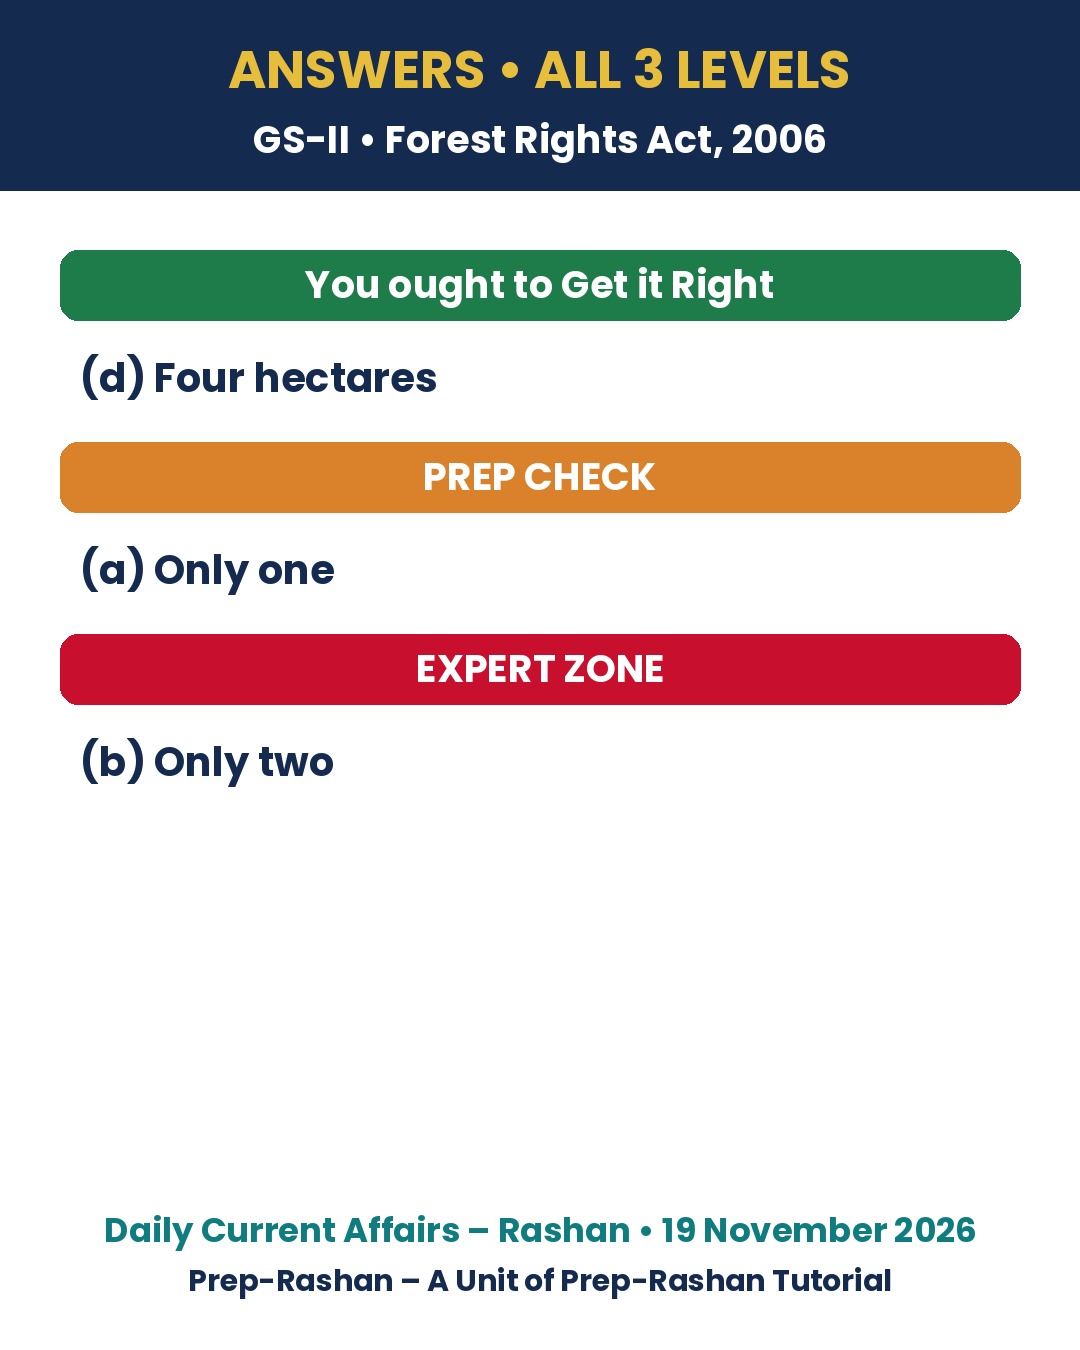 ANSWERS • ALL 3 LEVELS
GS-II • Forest Rights Act, 2006
You ought to Get it Right
(d) Four hectares
PREP CHECK
(a) Only one
EXPERT ZONE
(b) Only two
Daily Current Affairs – Rashan • 19 November 2026
Prep-Rashan – A Unit of Prep-Rashan Tutorial